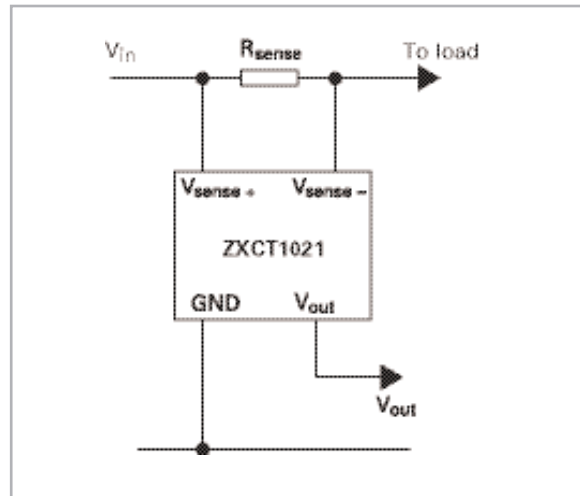 Vin Rsense To load
Vsense + Vsense −
ZXCT1021
GND Vout
Vout